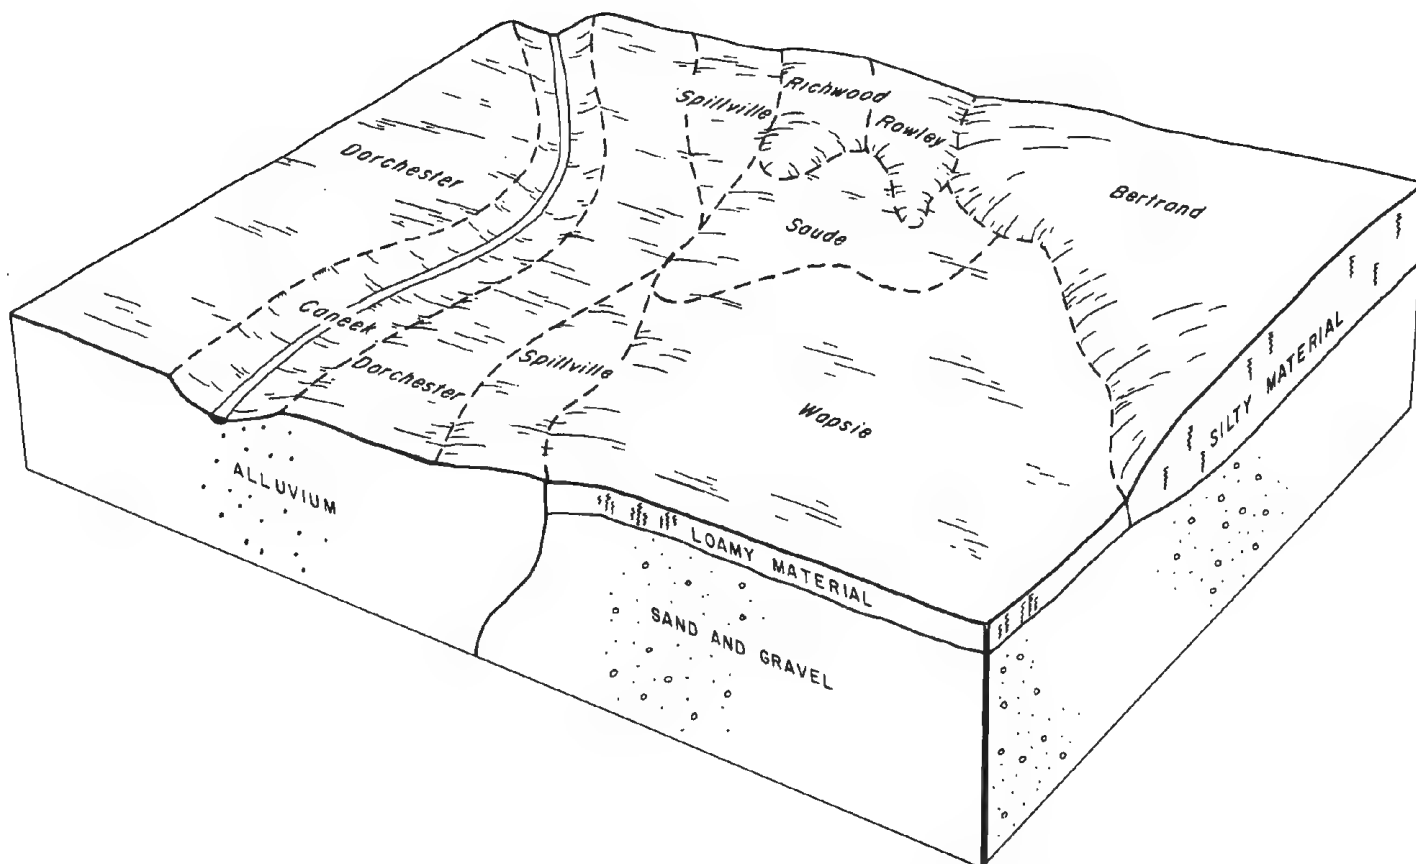 Richwood
Spillville
Rowley
Dorchester
Bertrand
Saude
Caneek
Spillville
Dorchester
Wapsie
SILTY MATERIAL
ALLUVIUM
LOAMY MATERIAL
SAND AND GRAVEL